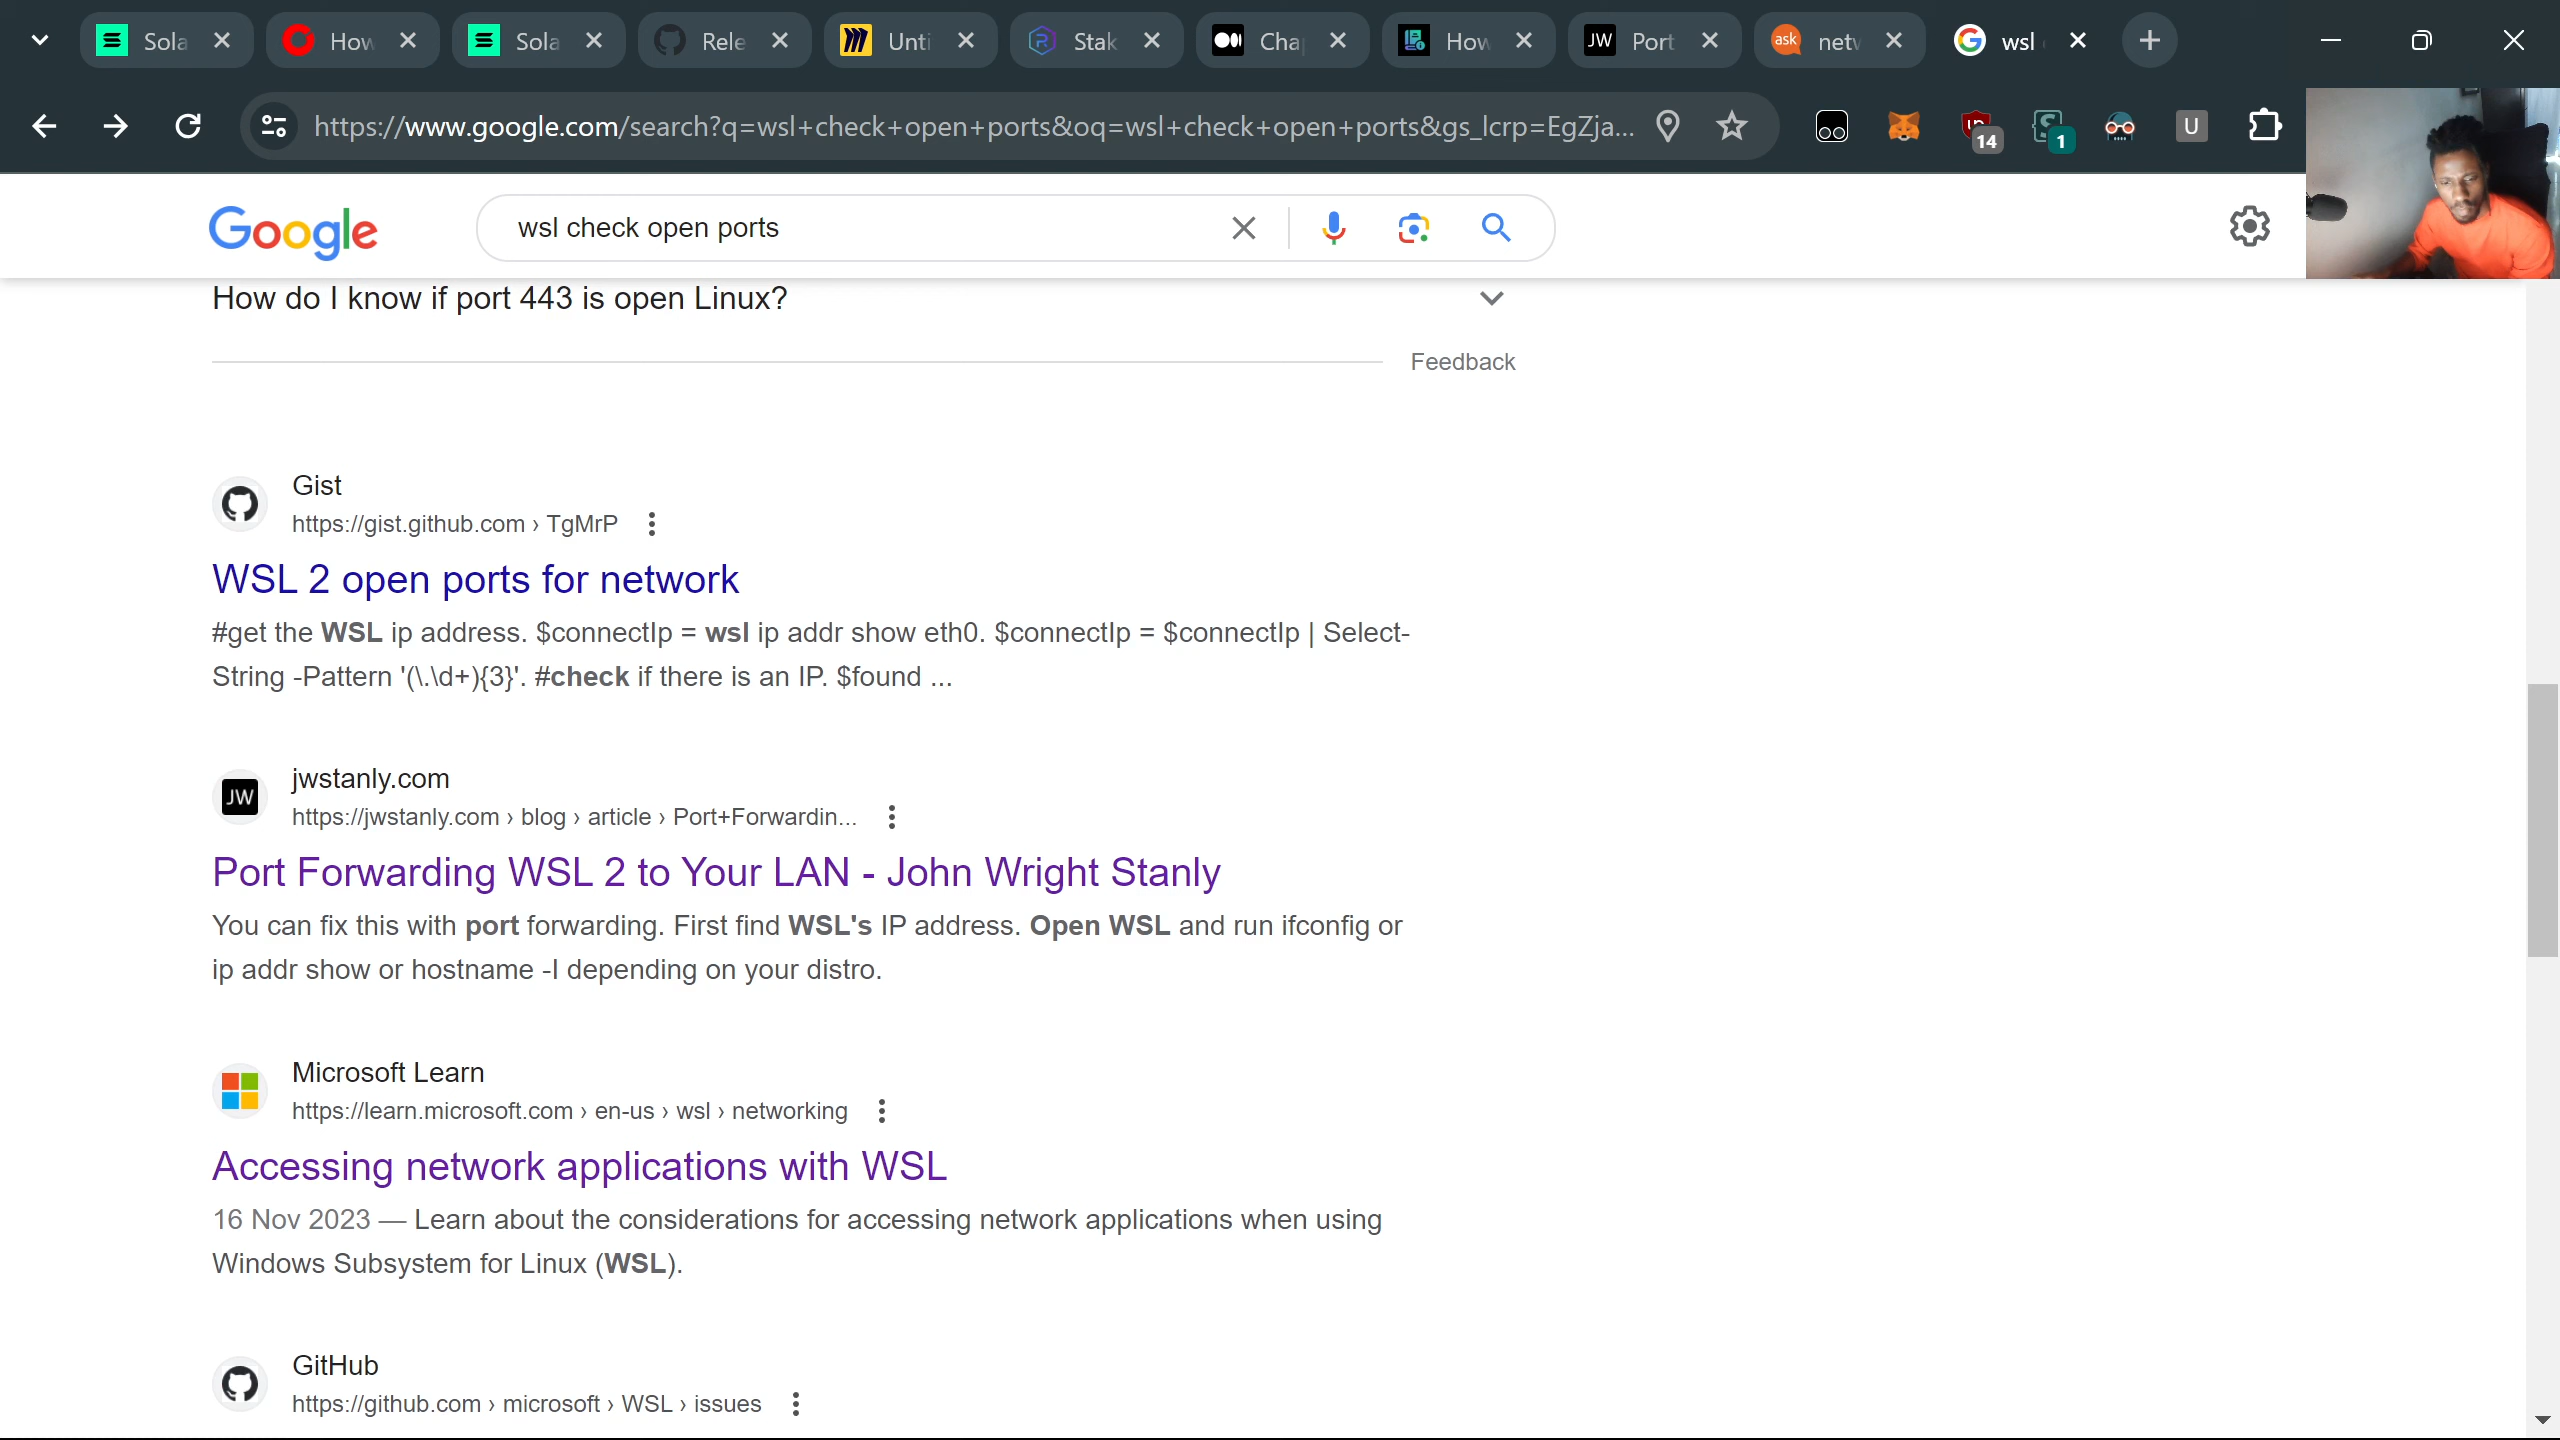 Sola
How
Sola
Rele
Unti
Stak
Cha
How
JW Port
ask netw
wsl
https://www.google.com/search?q=wsl+check+open+ports&oq=wsl+check+open+ports&gs_lcrp=EgZja...
14
1
U
Google
wsl check open ports
How do I know if port 443 is open Linux?
Feedback
Gist
https://gist.github.com › TgMrP
WSL 2 open ports for network
#get the WSL ip address. $connectIp = wsl ip addr show eth0. $connectIp = $connectIp | Select-
String -Pattern '(\.\d+){3}'. #check if there is an IP. $found ...
JW
jwstanly.com
https://jwstanly.com › blog › article › Port+Forwardin...
Port Forwarding WSL 2 to Your LAN - John Wright Stanly
You can fix this with port forwarding. First find WSL's IP address. Open WSL and run ifconfig or
ip addr show or hostname -I depending on your distro.
Microsoft Learn
https://learn.microsoft.com › en-us › wsl › networking
Accessing network applications with WSL
16 Nov 2023 — Learn about the considerations for accessing network applications when using
Windows Subsystem for Linux (WSL).
GitHub
https://github.com › microsoft › WSL › issues